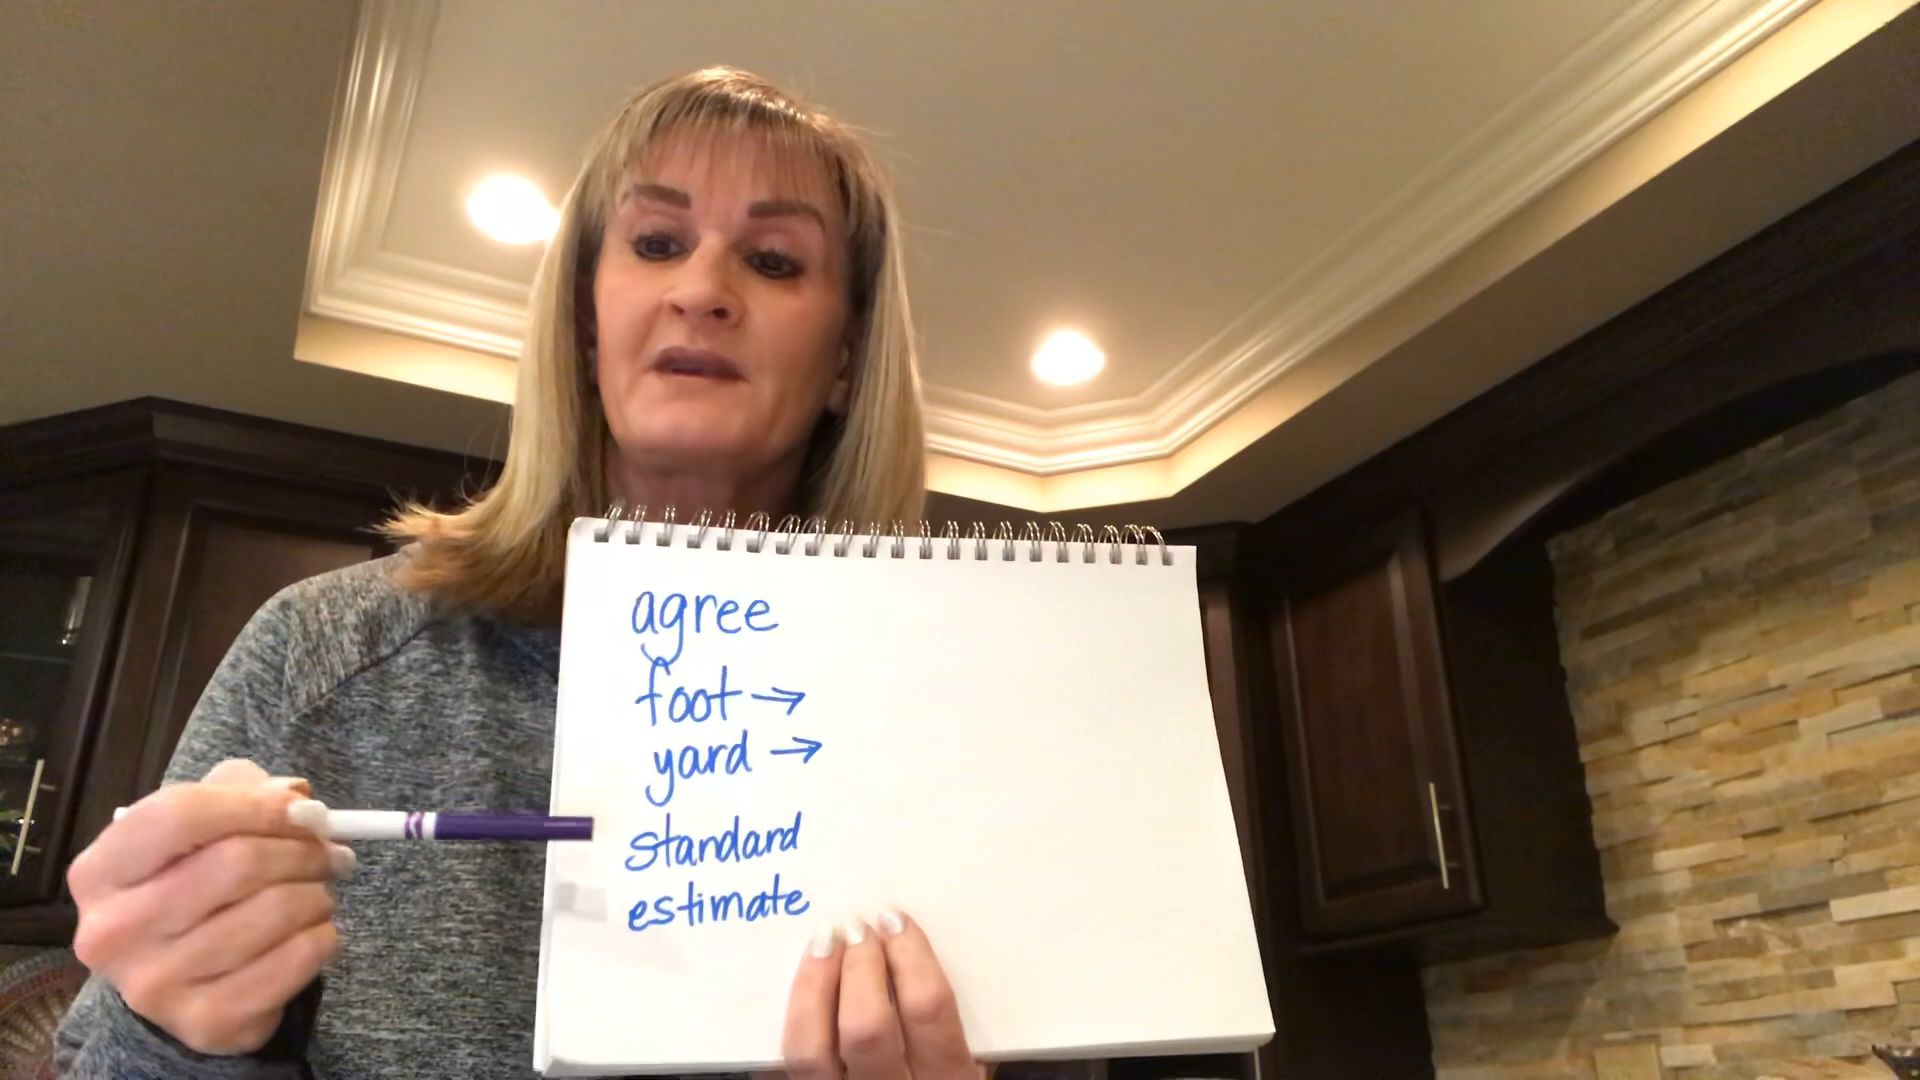 agree
foot →
yard →
standard
estimate